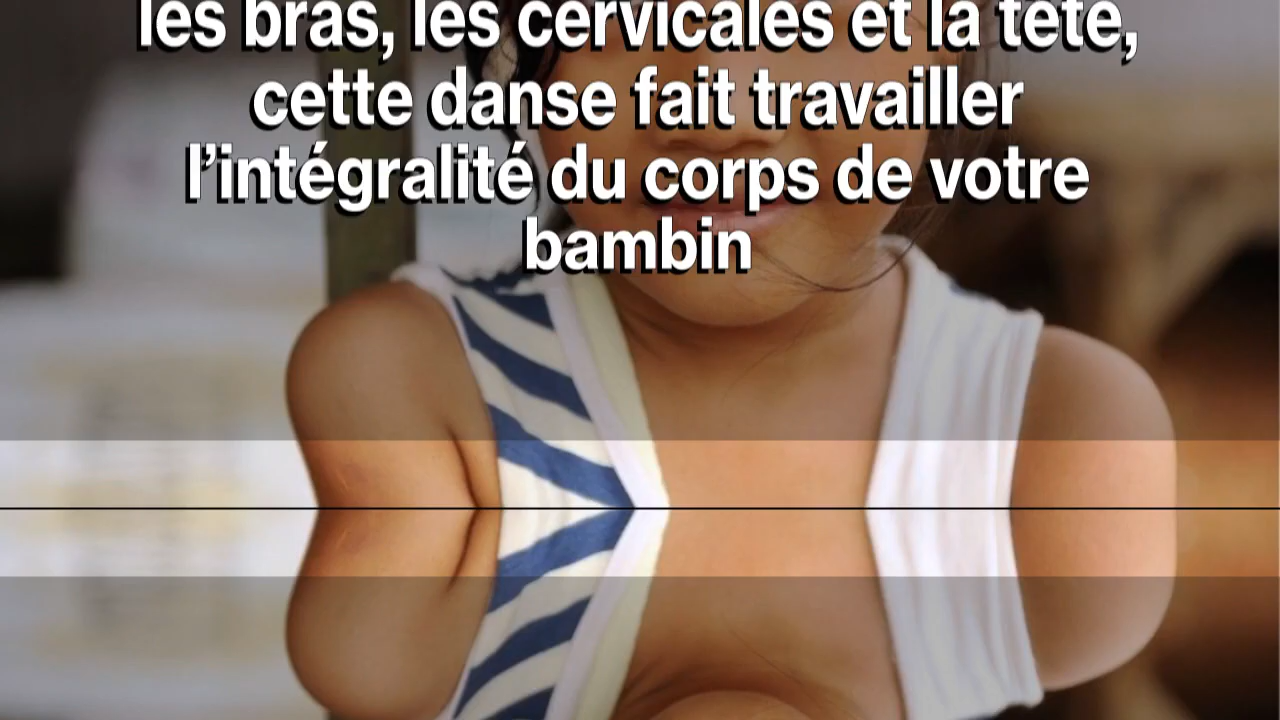 les bras, les cervicales et la tête,
cette danse fait travailler
l’intégralité du corps de votre
bambin